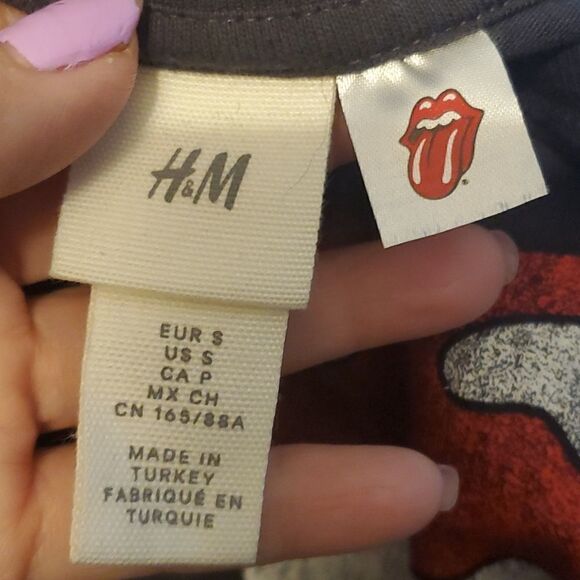 H&M
EUR S
US S
CA P
MX CH
CN 165/88A
MADE IN
TURKEY
FABRIQUÉ EN
TURQUIE